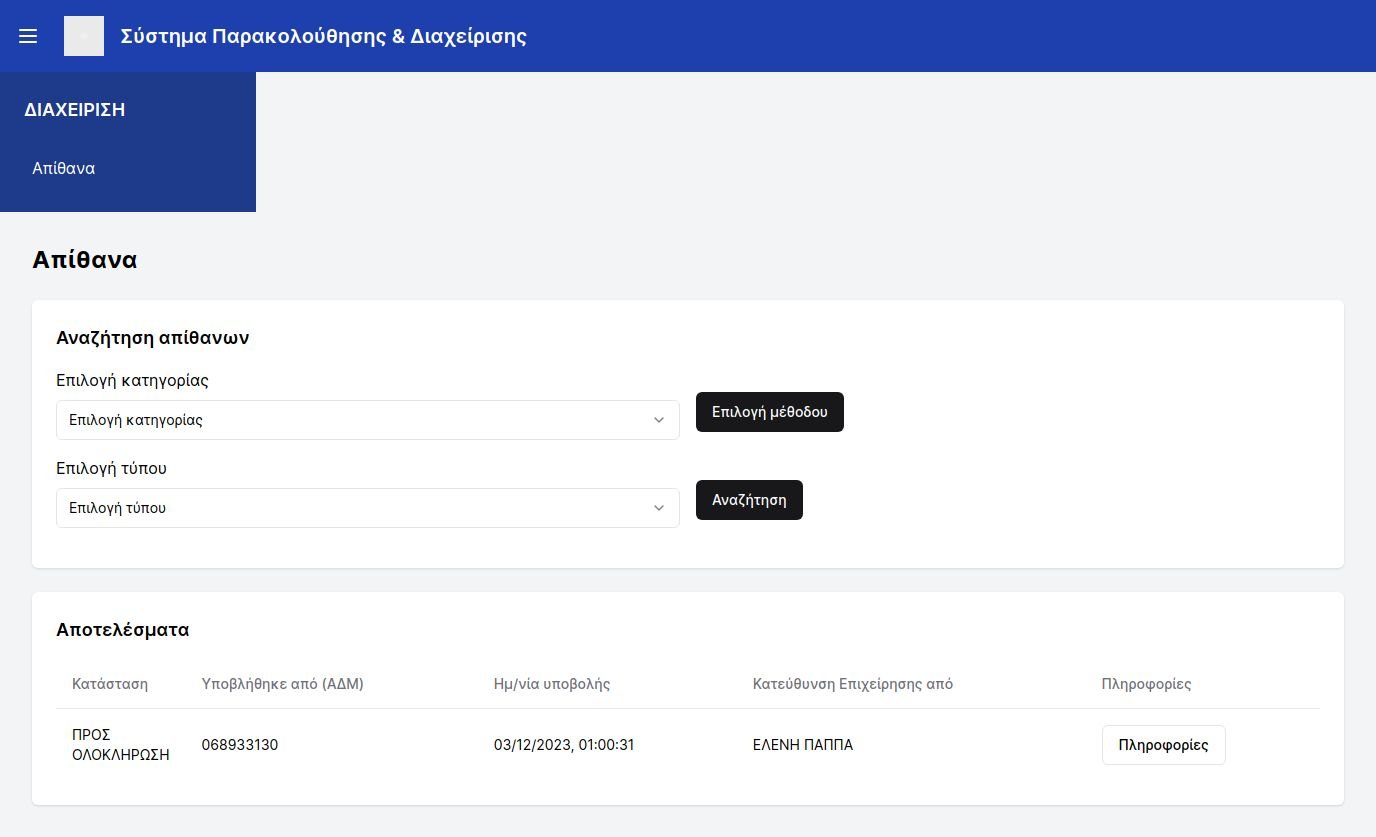 Σύστημα Παρακολούθησης & Διαχείρισης
ΔΙΑΧΕΙΡΙΣΗ
Απίθανα
Απίθανα
Αναζήτηση απίθανων
Επιλογή κατηγορίας
Επιλογή κατηγορίας
Επιλογή μέθοδου
Επιλογή τύπου
Επιλογή τύπου
Αναζήτηση
Αποτελέσματα
Κατάσταση Υποβλήθηκε από (ΑΔΜ) Ημ/νία υποβολής Κατεύθυνση Επιχείρησης από Πληροφορίες
ΠΡΟΣ
ΟΛΟΚΛΗΡΩΣΗ 068933130 03/12/2023, 01:00:31 ΕΛΕΝΗ ΠΑΠΠΑ Πληροφορίες